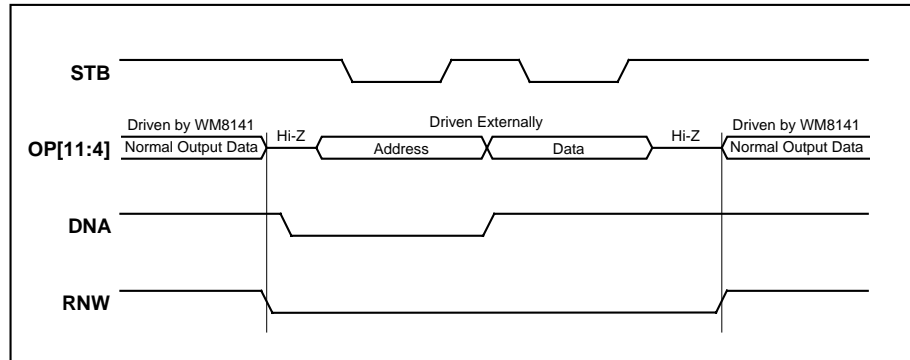 STB
Driven by WM8141 Driven Externally Driven by WM8141
Hi-Z Hi-Z
OP[11:4] Normal Output Data Address Data Normal Output Data
DNA
RNW